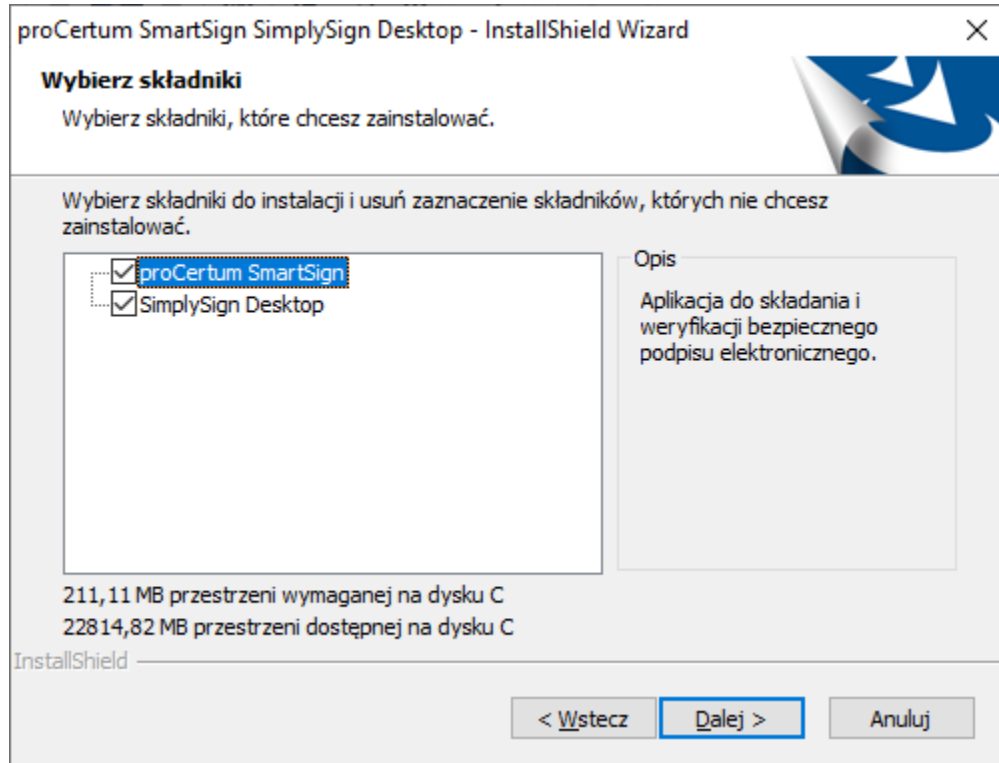 proCertum SmartSign SimplySign Desktop - InstallShield Wizard
Wybierz składniki
Wybierz składniki, które chcesz zainstalować.
Wybierz składniki do instalacji i usuń zaznaczenie składników, których nie chcesz
zainstalować.
proCertum SmartSign
SimplySign Desktop
Opis
Aplikacja do składania i
weryfikacji bezpiecznego
podpisu elektronicznego.
211,11 MB przestrzeni wymaganej na dysku C
22814,82 MB przestrzeni dostępnej na dysku C
InstallShield
< Wstecz
Dalej >
Anuluj